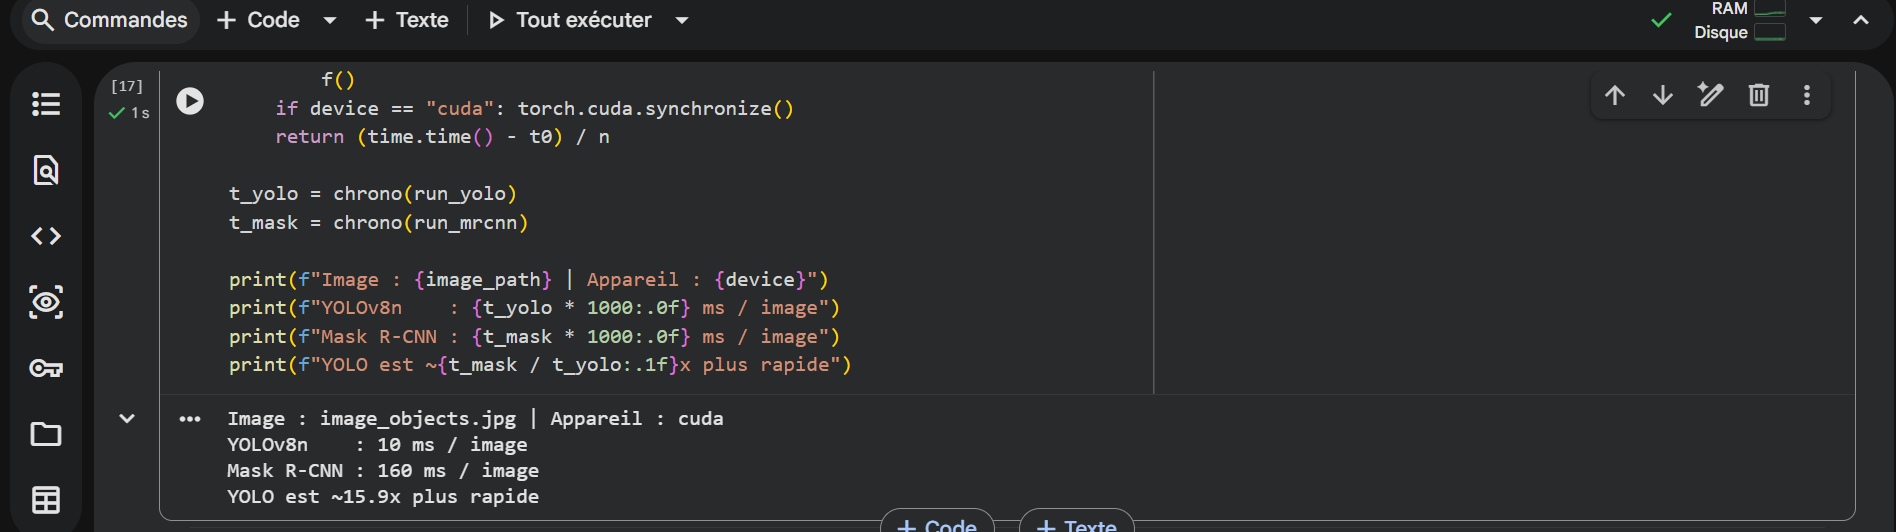 Commandes + Code + Texte Tout exécuter
RAM
Disque
[17]
1 s
f()
if device == "cuda": torch.cuda.synchronize()
return (time.time() - t0) / n
t_yolo = chrono(run_yolo)
t_mask = chrono(run_mrcnn)
print(f"Image : {image_path} | Appareil : {device}")
print(f"YOLOv8n    : {t_yolo * 1000:.0f} ms / image")
print(f"Mask R-CNN : {t_mask * 1000:.0f} ms / image")
print(f"YOLO est ~{t_mask / t_yolo:.1f}x plus rapide")
Image : image_objects.jpg | Appareil : cuda
YOLOv8n    : 10 ms / image
Mask R-CNN : 160 ms / image
YOLO est ~15.9x plus rapide
+ Code + Texte